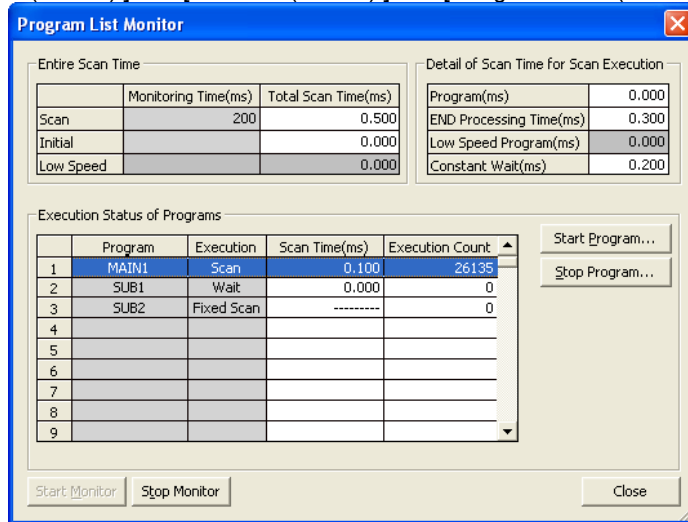 Program List Monitor
Entire Scan Time
Monitoring Time(ms) Total Scan Time(ms)
Scan 200 0.500
Initial 0.000
Low Speed 0.000
Detail of Scan Time for Scan Execution
Program(ms) 0.000
END Processing Time(ms) 0.300
Low Speed Program(ms) 0.000
Constant Wait(ms) 0.200
Execution Status of Programs
Program Execution Scan Time(ms) Execution Count
1 MAIN1 Scan 0.100 26135
2 SUB1 Wait 0.000 0
3 SUB2 Fixed Scan --------- 0
4
5
6
7
8
9
Start Program...
Stop Program...
Start Monitor Stop Monitor Close